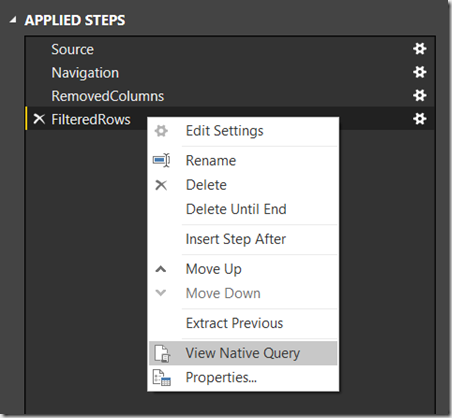 APPLIED STEPS
Source
Navigation
RemovedColumns
FilteredRows
Edit Settings
Rename
Delete
Delete Until End
Insert Step After
Move Up
Move Down
Extract Previous
View Native Query
Properties...